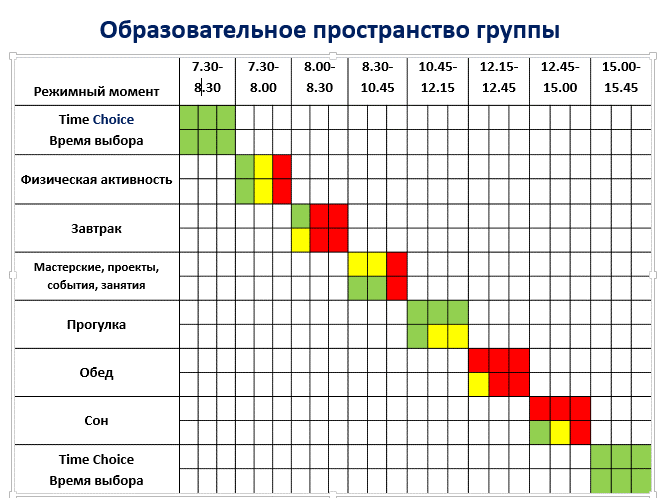 Образовательное пространство группы
Режимный момент
7.30-
8.30
7.30-
8.00
8.00-
8.30
8.30-
10.45
10.45-
12.15
12.15-
12.45
12.45-
15.00
15.00-
15.45
Time Choice
Время выбора
Физическая активность
Завтрак
Мастерские, проекты,
события, занятия
Прогулка
Обед
Сон
Time Choice
Время выбора